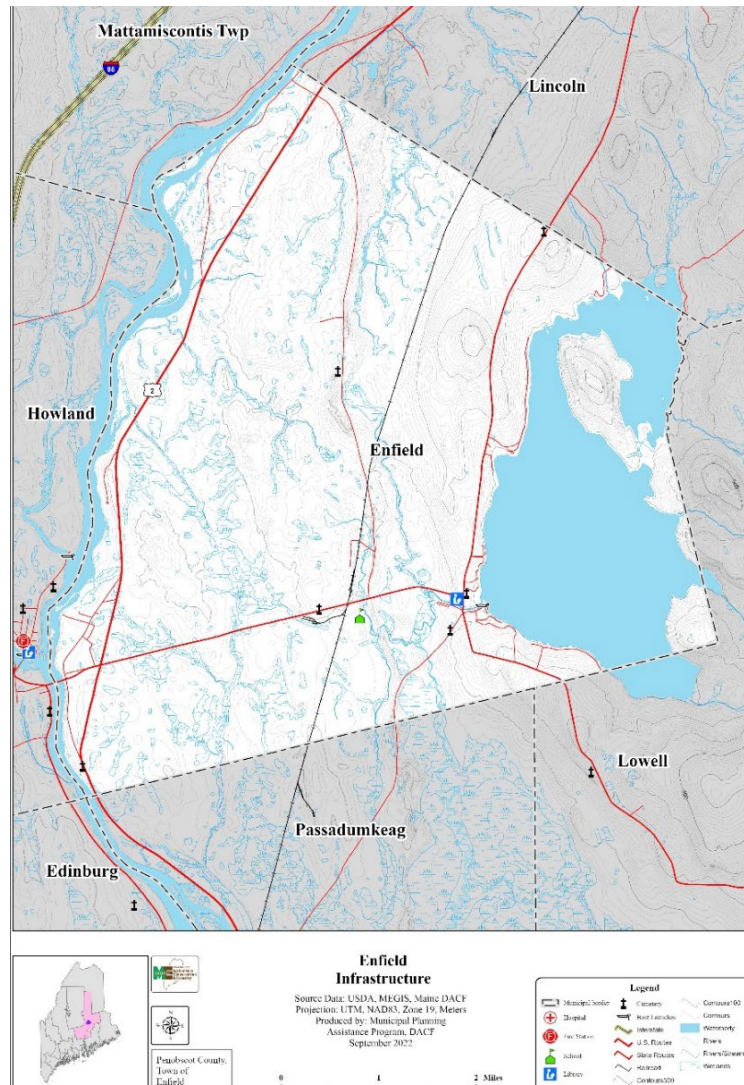 Mattamiscontis Twp
95
Lincoln
2
Howland
Enfield
Lowell
Passadumkeag
Edinburg
Enfield
Infrastructure
Source Data: USDA, MEGIS, Maine DACF
Projection: UTM, NAD83, Zone 19, Meters
Produced by: Municipal Planning
Assistance Program, DACF
September 2022
Penobscot County,
Town of
Enfield
0 1 2 Miles
Legend
Municipal Border
Hospital
Fire Station
School
Library
Cemetery
Boat Launches
Interstate
U.S. Routes
State Routes
Railroad
Contours500
Contours100
Contours
Waterbody
Rivers
Rivers/Streams
Wetlands